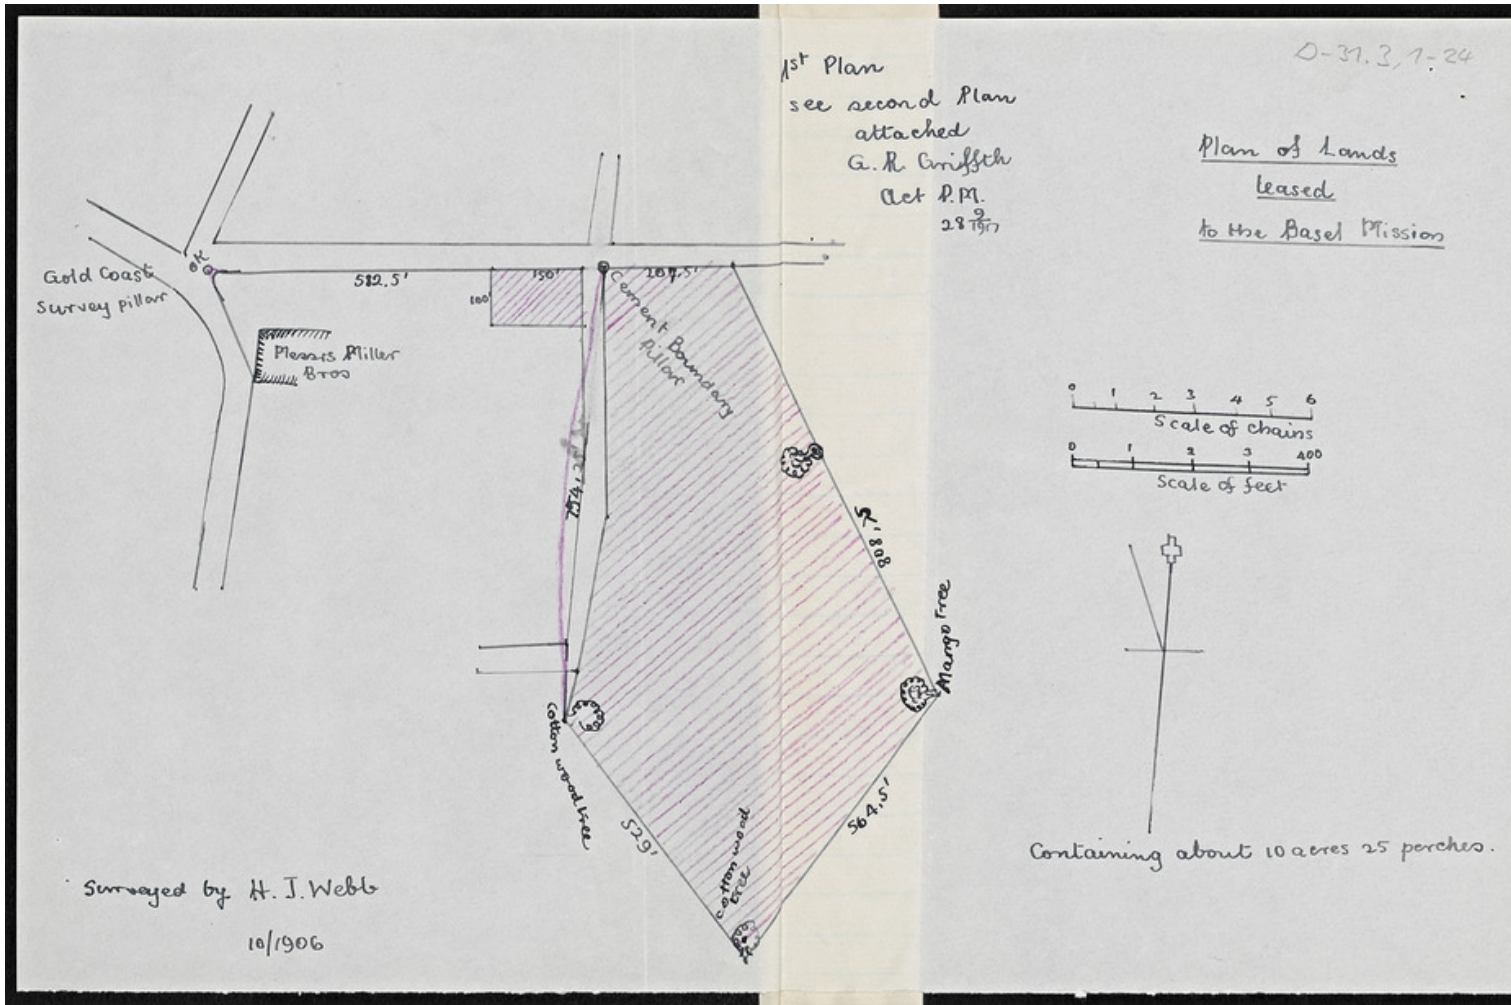 D-31.3,1-24
1st Plan
see second Plan
attached
G. R. Griffth
Act P.M.
28 9/1917
Plan of Lands
leased
to the Basel Mission
Gold Coast
Survey pillar
582.5'
150'
100'
Cement Boundary
Pillar
Messrs Miller
Bros
808
Mango Tree
564.5'
529'
Cotton wood tree
cotton wood
tree
0 1 2 3 4 5 6
Scale of chains
0 1 2 3 400
Scale of feet
Containing about 10 acres 25 perches.
Surveyed by H. J. Webb
10/1906